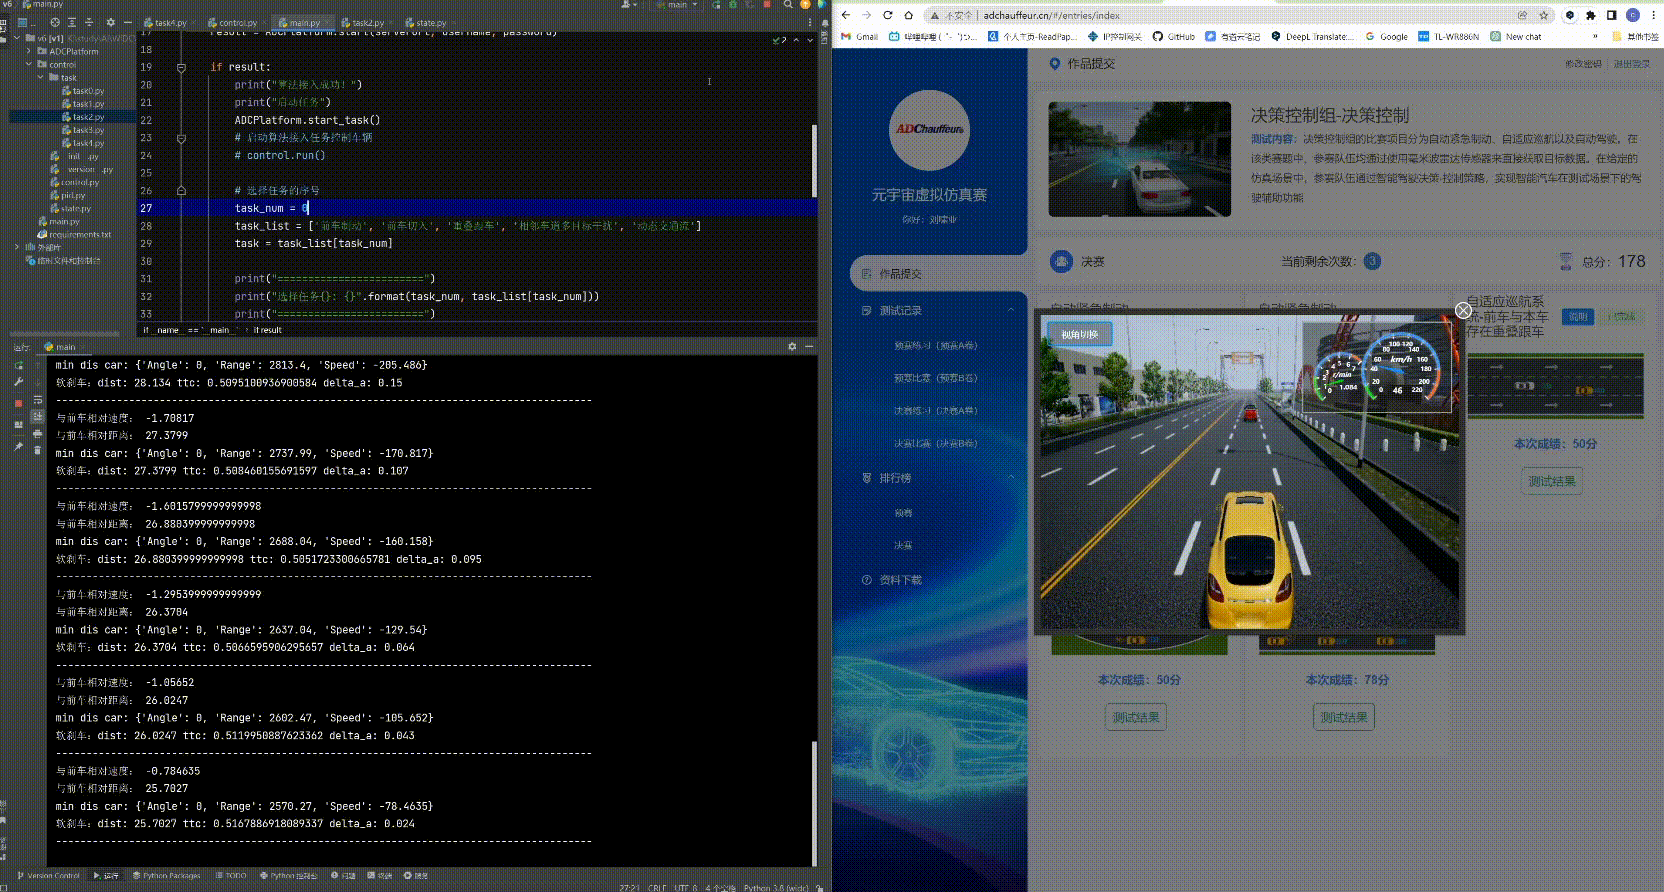 v6 main.py
main
task4.py control.py main.py task2.py state.py
v6 [v1]
ADCPlatform
control
task
task0.py
task1.py
task2.py
task3.py
task4.py
control.py
pid.py
state.py
main.py
requirements.txt
外部库
临时文件和控制台
17 result = ADCPlatform.start(serverUrl, username, password)
18
19 if result:
20 print("算法接入成功！")
21 print("启动任务")
22 ADCPlatform.start_task()
23 # 启动算法接入任务控制车辆
24 # control.run()
25
26 # 选择任务的序号
27 task_num = 0
28 task_list = ['前车制动', '前车切入', '重叠跟车', '相邻车道多目标干扰', '动态交通流']
29 task = task_list[task_num]
30
31 print("========================")
32 print("选择任务{}: {}".format(task_num, task_list[task_num]))
33 print("========================")
if __name__ == '__main__' › if result
运行: main
min dis car: {'Angle': 0, 'Range': 2813.4, 'Speed': -205.486}
软刹车: dist: 28.134 ttc: 0.5095100936900584 delta_a: 0.15
与前车相对速度: -1.70817
与前车相对距离: 27.3799
min dis car: {'Angle': 0, 'Range': 2737.99, 'Speed': -170.817}
软刹车: dist: 27.3799 ttc: 0.508460155691597 delta_a: 0.107
与前车相对速度: -1.6015799999999998
与前车相对距离: 26.880399999999998
min dis car: {'Angle': 0, 'Range': 2688.04, 'Speed': -160.158}
软刹车: dist: 26.880399999999998 ttc: 0.5051723300665781 delta_a: 0.095
与前车相对速度: -1.2953999999999999
与前车相对距离: 26.3704
min dis car: {'Angle': 0, 'Range': 2637.04, 'Speed': -129.54}
软刹车: dist: 26.3704 ttc: 0.5066595906295657 delta_a: 0.064
与前车相对速度: -1.05652
与前车相对距离: 26.0247
min dis car: {'Angle': 0, 'Range': 2602.47, 'Speed': -105.652}
软刹车: dist: 26.0247 ttc: 0.5119950887623362 delta_a: 0.043
与前车相对速度: -0.784635
与前车相对距离: 25.7027
min dis car: {'Angle': 0, 'Range': 2570.27, 'Speed': -78.4635}
软刹车: dist: 25.7027 ttc: 0.5167886918089337 delta_a: 0.024
Version Control 运行 Python Packages TODO Python 控制台 问题 终端 服务
27:21 CRLF UTF-8 4 个空格 Python 3.8 (widc)
不安全 | adchauffeur.cn/#/entries/index
Gmail 个人主页-ReadPap... IP控制网关 GitHub 有道云笔记 DeepL Translate:... Google TL-WR886N New chat » 其他书签
作品提交 修改密码 | 退出登录
ADChauffeur
元宇宙虚拟仿真赛
作品提交
测试记录
预赛练习（预赛A卷）
预赛比赛（预赛B卷）
决赛练习（决赛A卷）
决赛比赛（决赛B卷）
排行榜
预赛
决赛
资料下载
决策控制组-决策控制
测试内容: 决策控制组的比赛项目分为自动紧急制动、自适应巡航以及自动驾驶。在
该类赛题中，参赛队伍均通过使用毫米波雷达传感器来直接获取目标数据。在给定的
仿真场景中，参赛队伍通过智能驾驶决策-控制策略，实现智能汽车在测试场景下的驾
驶辅助功能
决赛 当前剩余次数: 3 总分: 178
自动紧急制动 自动紧急制动
自适应巡航系
统-前车与本车
存在重叠跟车
说明 已完成
视角切换
r/min 1.084
km/h
0 20 40 60 80 100 120 140 160 180 200 220
46
本次成绩: 50分
测试结果
本次成绩: 50分 本次成绩: 78分
测试结果 测试结果